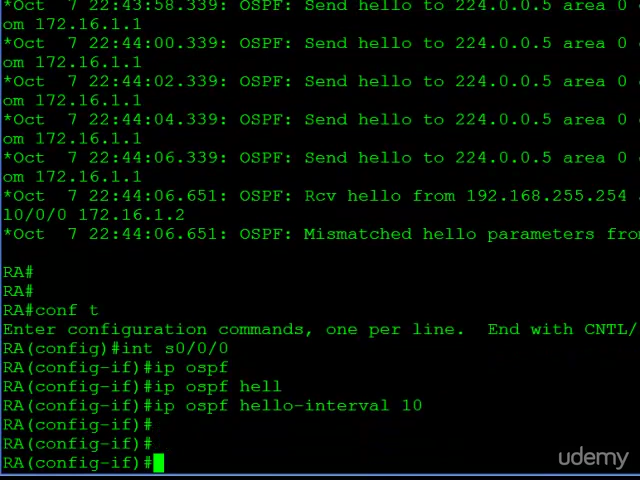 *Oct  7 22:43:58.339: OSPF: Send hello to 224.0.0.5 area 0
om 172.16.1.1
*Oct  7 22:44:00.339: OSPF: Send hello to 224.0.0.5 area 0
om 172.16.1.1
*Oct  7 22:44:02.339: OSPF: Send hello to 224.0.0.5 area 0
om 172.16.1.1
*Oct  7 22:44:04.339: OSPF: Send hello to 224.0.0.5 area 0
om 172.16.1.1
*Oct  7 22:44:06.339: OSPF: Send hello to 224.0.0.5 area 0
om 172.16.1.1
*Oct  7 22:44:06.651: OSPF: Rcv hello from 192.168.255.254
10/0/0 172.16.1.2
*Oct  7 22:44:06.651: OSPF: Mismatched hello parameters from
RA#
RA#
RA#conf t
Enter configuration commands, one per line.  End with CNTL/
RA(config)#int s0/0/0
RA(config-if)#ip ospf
RA(config-if)#ip ospf hell
RA(config-if)#ip ospf hello-interval 10
RA(config-if)#
RA(config-if)#
RA(config-if)#
udemy